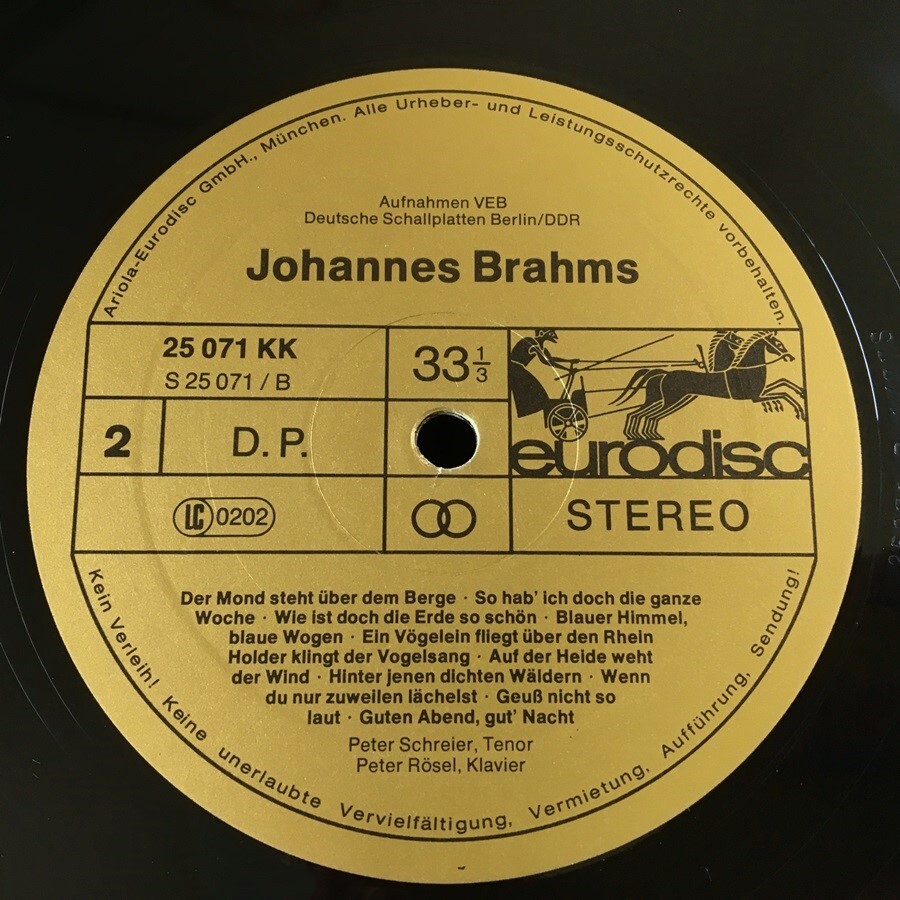 Ariola-Eurodisc GmbH., München. Alle Urheber- und Leistungsschutzrechte vorbehalten.
Aufnahmen VEB
Deutsche Schallplatten Berlin/DDR
Johannes Brahms
25 071 KK
S 25 071 / B
33 1/3
2
D. P.
eurodisc
LC 0202
STEREO
Der Mond steht über dem Berge · So hab' ich doch die ganze
Woche · Wie ist doch die Erde so schön · Blauer Himmel,
blaue Wogen · Ein Vögelein fliegt über den Rhein
Holder klingt der Vogelsang · Auf der Heide weht
der Wind · Hinter jenen dichten Wäldern · Wenn
du nur zuweilen lächelst · Geuß nicht so
laut · Guten Abend, gut' Nacht
Peter Schreier, Tenor
Peter Rösel, Klavier
Kein Verleih! Keine unerlaubte Vervielfältigung, Vermietung, Aufführung, Sendung!